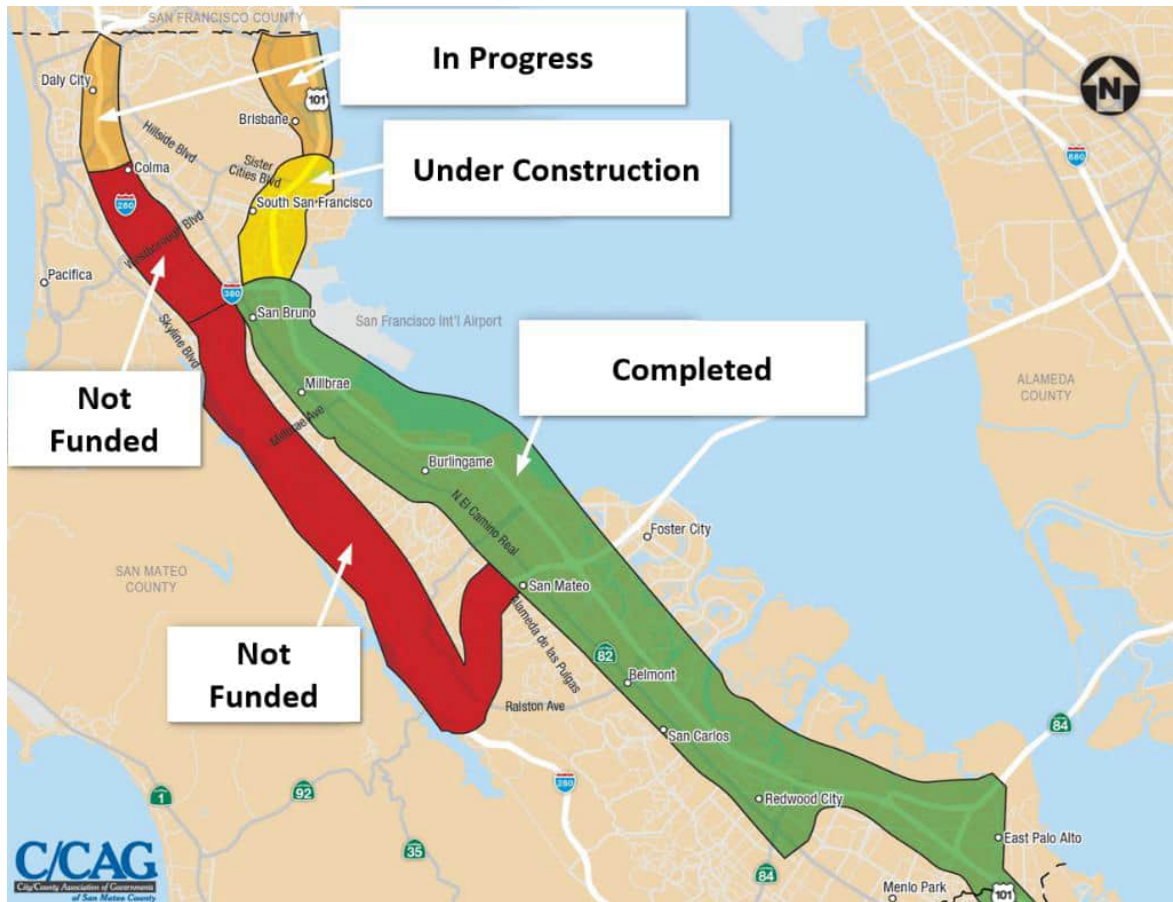 SAN FRANCISCO COUNTY
In Progress
Daly City
101
Brisbane
N
Hillside Blvd
Sister
Cities Blvd
Under Construction
680
Colma
280
South San Francisco
Westborough Blvd
Pacifica
380
San Bruno
San Francisco Int'l Airport
Skyline Blvd
Completed
Not
Funded
Millbrae
Millbrae Ave
ALAMEDA
COUNTY
Burlingame
N El Camino Real
Foster City
SAN MATEO
COUNTY
San Mateo
Alameda de las Pulgas
Not
Funded
82
Belmont
Ralston Ave
San Carlos
84
280
1
92
Redwood City
35
East Palo Alto
84
Menlo Park
101
C/CAG
City/County Association of Governments
of San Mateo County